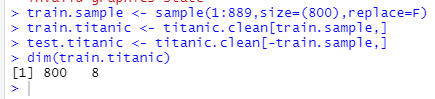 > train.sample <- sample(1:889,size=(800),replace=F)
> train.titanic <- titanic.clean[train.sample,]
> test.titanic <- titanic.clean[-train.sample,]
> dim(train.titanic)
[1] 800   8
>